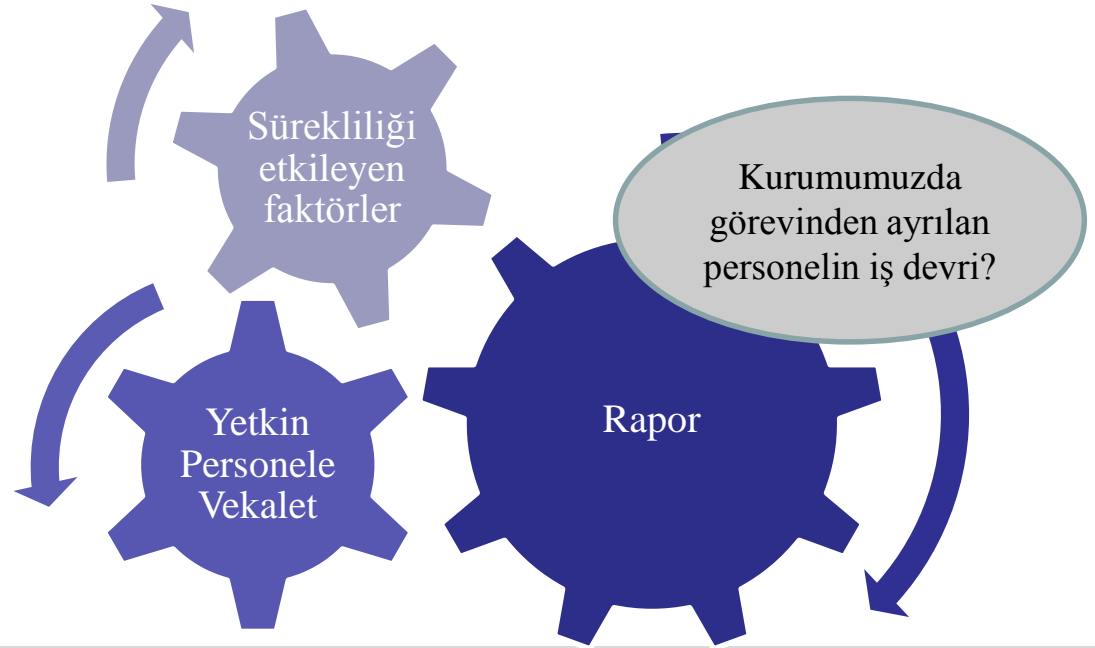 Sürekliliği
etkileyen
faktörler
Kurumumuzda
görevinden ayrılan
personelin iş devri?
Yetkin
Personele
Vekalet
Rapor